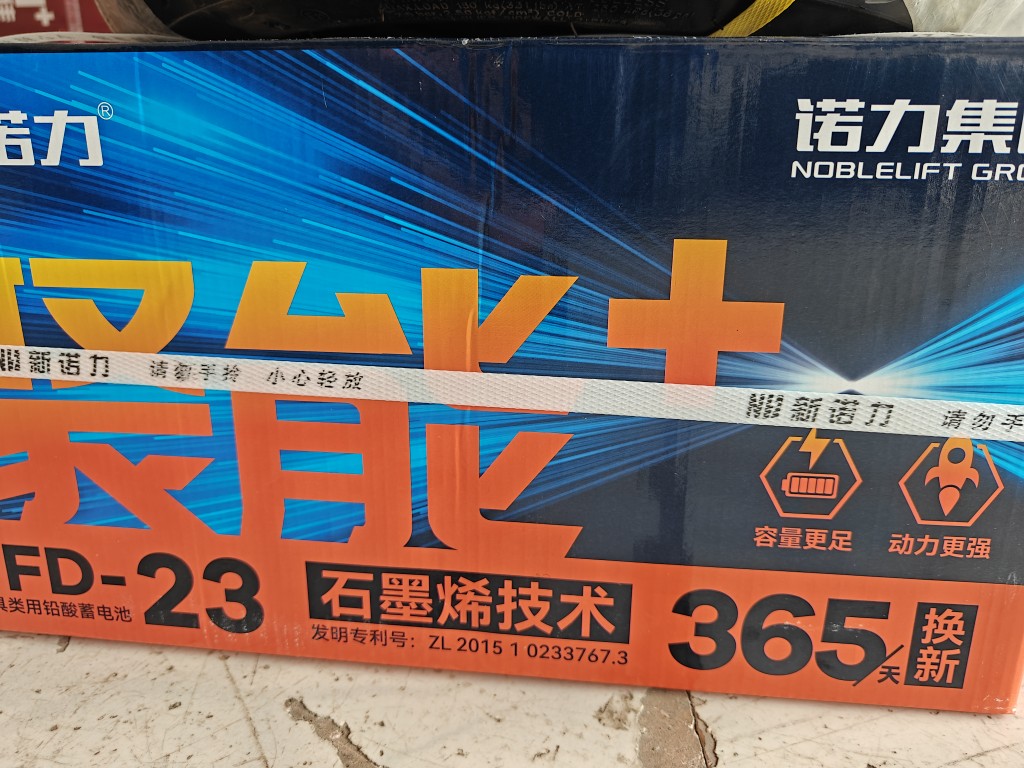 诺力®
诺力集
NOBLELIFT GRO
聚能+
新诺力 请勿手拎 小心轻放 新诺力 请勿手
容量更足
动力更强
FD-23
具类用铅酸蓄电池
石墨烯技术
发明专利号：ZL 2015 1 0233767.3
365/天
换新